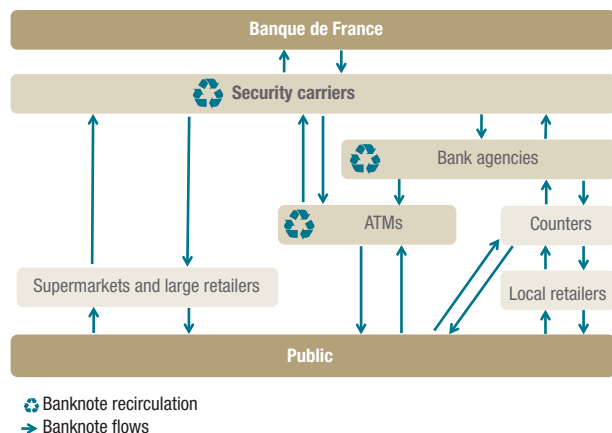 Banque de France
Security carriers
Bank agencies
ATMs
Counters
Supermarkets and large retailers
Local retailers
Public
Banknote recirculation
Banknote flows